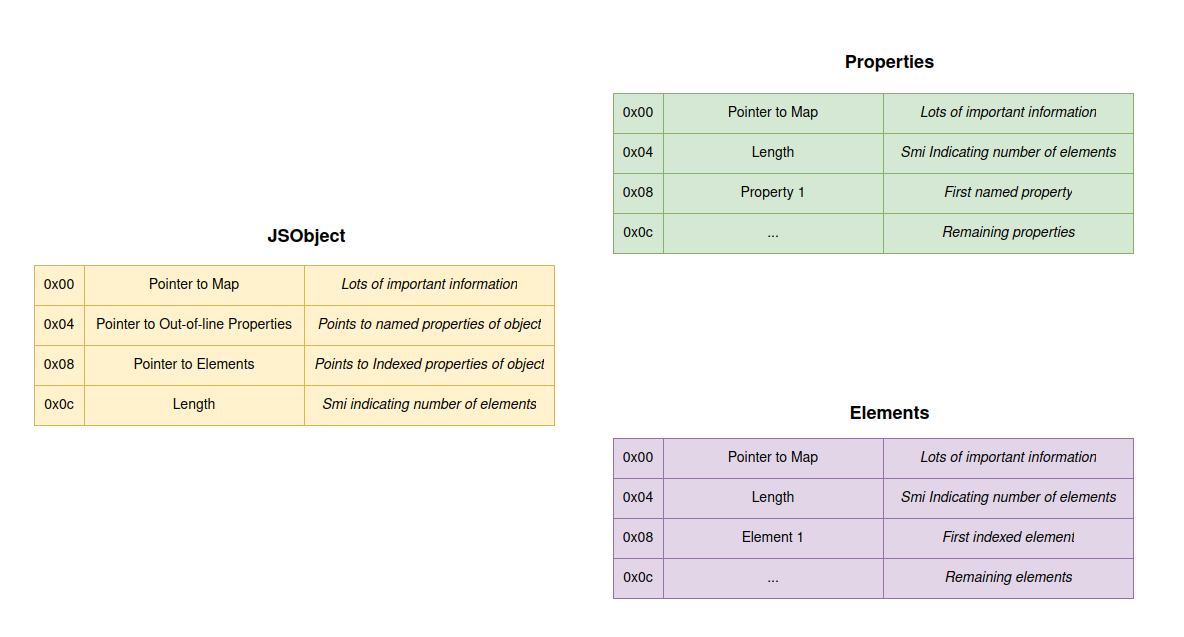 JSObject
0x00 Pointer to Map Lots of important information
0x04 Pointer to Out-of-line Properties Points to named properties of object
0x08 Pointer to Elements Points to Indexed properties of object
0x0c Length Smi indicating number of elements
Properties
0x00 Pointer to Map Lots of important information
0x04 Length Smi Indicating number of elements
0x08 Property 1 First named property
0x0c ... Remaining properties
Elements
0x00 Pointer to Map Lots of important information
0x04 Length Smi Indicating number of elements
0x08 Element 1 First indexed element
0x0c ... Remaining elements